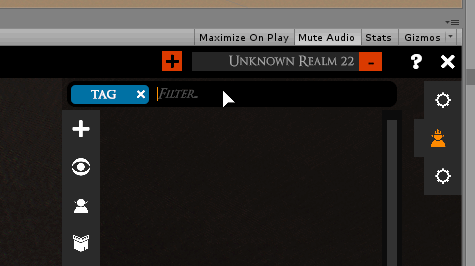 Maximize On Play Mute Audio Stats Gizmos
+ Unknown Realm 22 - ?
TAG × Filter...